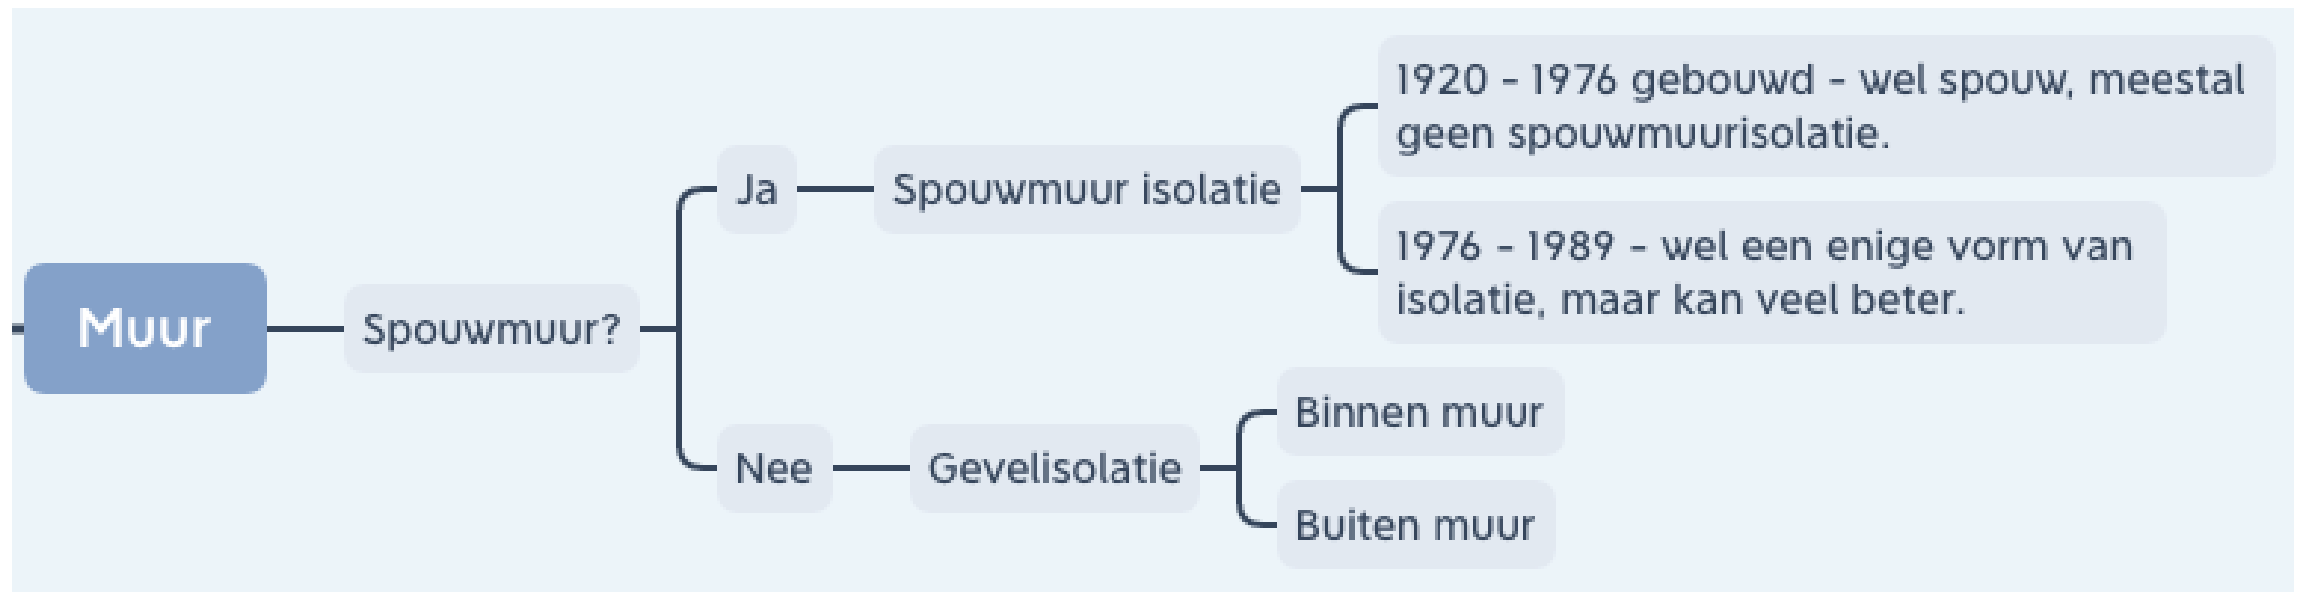 Muur
Spouwmuur?
Ja
Spouwmuur isolatie
1920 - 1976 gebouwd - wel spouw, meestal
geen spouwmuurisolatie.
1976 - 1989 - wel een enige vorm van
isolatie, maar kan veel beter.
Nee
Gevelisolatie
Binnen muur
Buiten muur